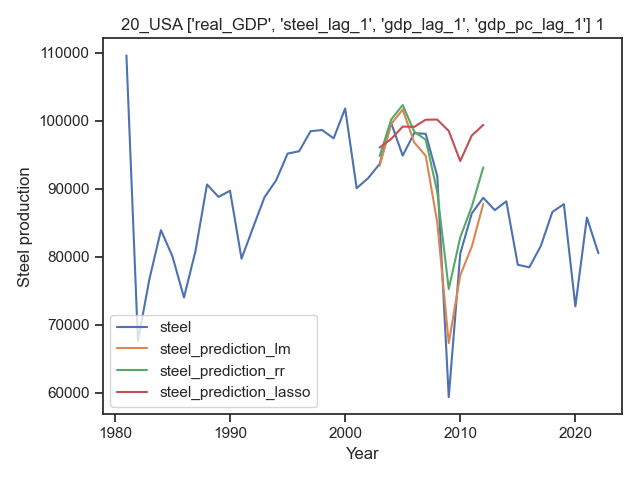 20_USA ['real_GDP', 'steel_lag_1', 'gdp_lag_1', 'gdp_pc_lag_1'] 1
110000
100000
90000
80000
70000
60000
Steel production
steel
steel_prediction_lm
steel_prediction_rr
steel_prediction_lasso
1980
1990
2000
2010
2020
Year